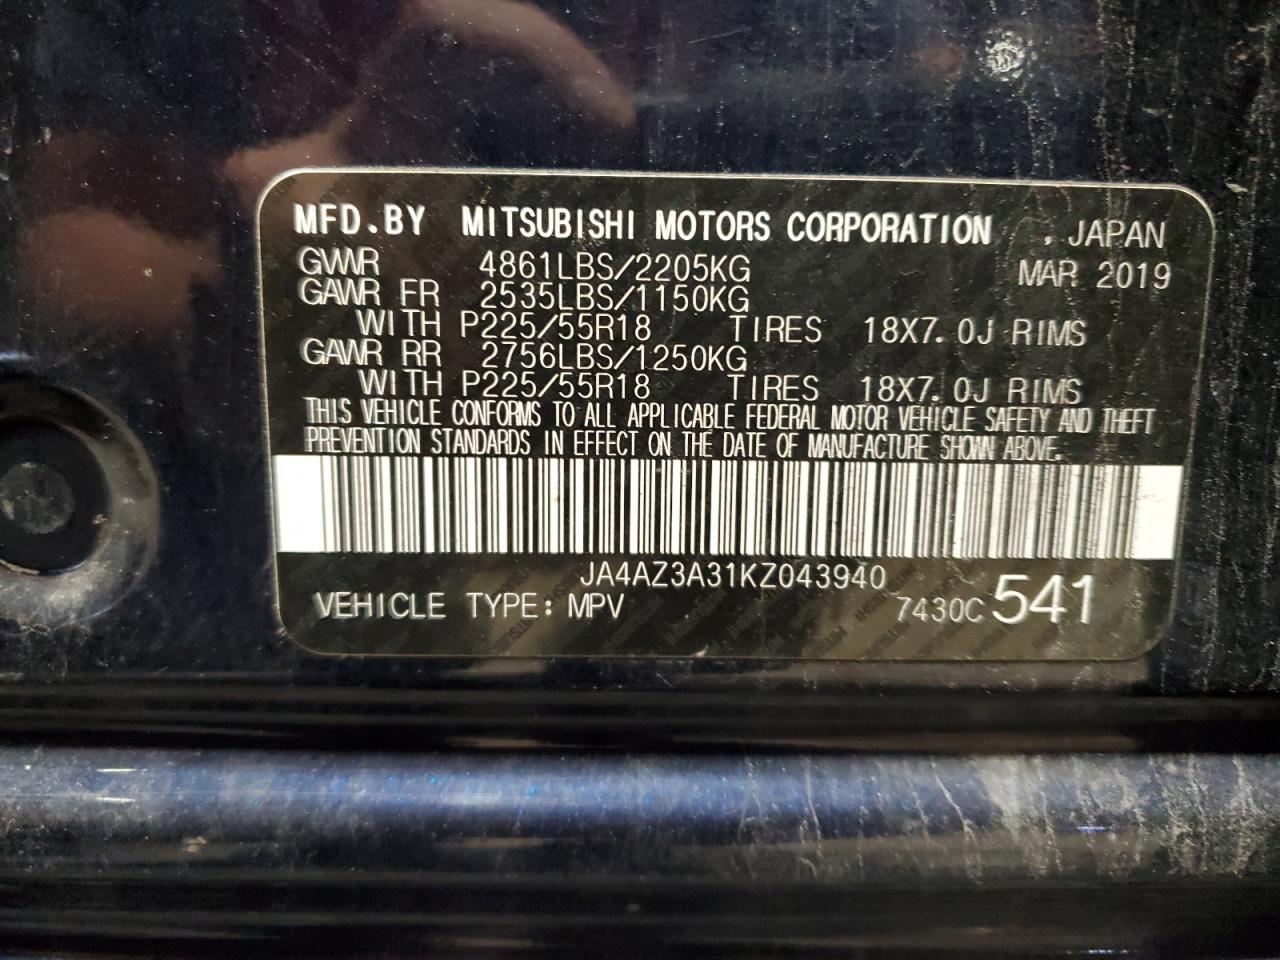 MFD.BY MITSUBISHI MOTORS CORPORATION , JAPAN
GVWR 4861LBS/2205KG MAR 2019
GAWR FR 2535LBS/1150KG
WITH P225/55R18 TIRES 18X7.0J RIMS
GAWR RR 2756LBS/1250KG
WITH P225/55R18 TIRES 18X7.0J RIMS
THIS VEHICLE CONFORMS TO ALL APPLICABLE FEDERAL MOTOR VEHICLE SAFETY AND THEFT
PREVENTION STANDARDS IN EFFECT ON THE DATE OF MANUFACTURE SHOWN ABOVE.
JA4AZ3A31KZ043940
VEHICLE TYPE: MPV 7430C 541